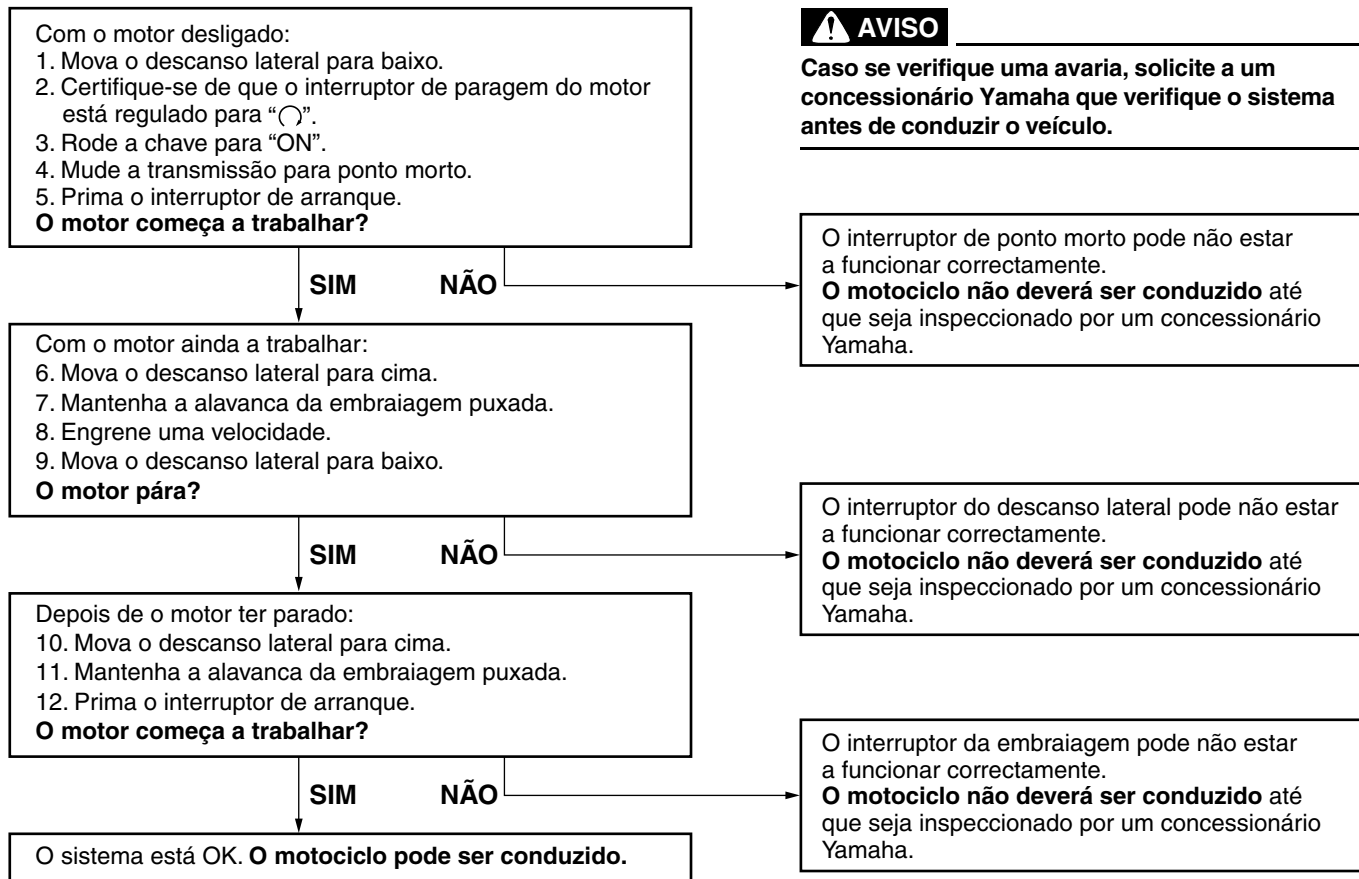 Com o motor desligado:
1. Mova o descanso lateral para baixo.
2. Certifique-se de que o interruptor de paragem do motor
está regulado para “”.
3. Rode a chave para “ON”.
4. Mude a transmissão para ponto morto.
5. Prima o interruptor de arranque.
O motor começa a trabalhar?
SIM NÃO
Com o motor ainda a trabalhar:
6. Mova o descanso lateral para cima.
7. Mantenha a alavanca da embraiagem puxada.
8. Engrene uma velocidade.
9. Mova o descanso lateral para baixo.
O motor pára?
SIM NÃO
Depois de o motor ter parado:
10. Mova o descanso lateral para cima.
11. Mantenha a alavanca da embraiagem puxada.
12. Prima o interruptor de arranque.
O motor começa a trabalhar?
SIM NÃO
O sistema está OK. O motociclo pode ser conduzido.
AVISO
Caso se verifique uma avaria, solicite a um
concessionário Yamaha que verifique o sistema
antes de conduzir o veículo.
O interruptor de ponto morto pode não estar
a funcionar correctamente.
O motociclo não deverá ser conduzido até
que seja inspeccionado por um concessionário
Yamaha.
O interruptor do descanso lateral pode não estar
a funcionar correctamente.
O motociclo não deverá ser conduzido até
que seja inspeccionado por um concessionário
Yamaha.
O interruptor da embraiagem pode não estar
a funcionar correctamente.
O motociclo não deverá ser conduzido até
que seja inspeccionado por um concessionário
Yamaha.